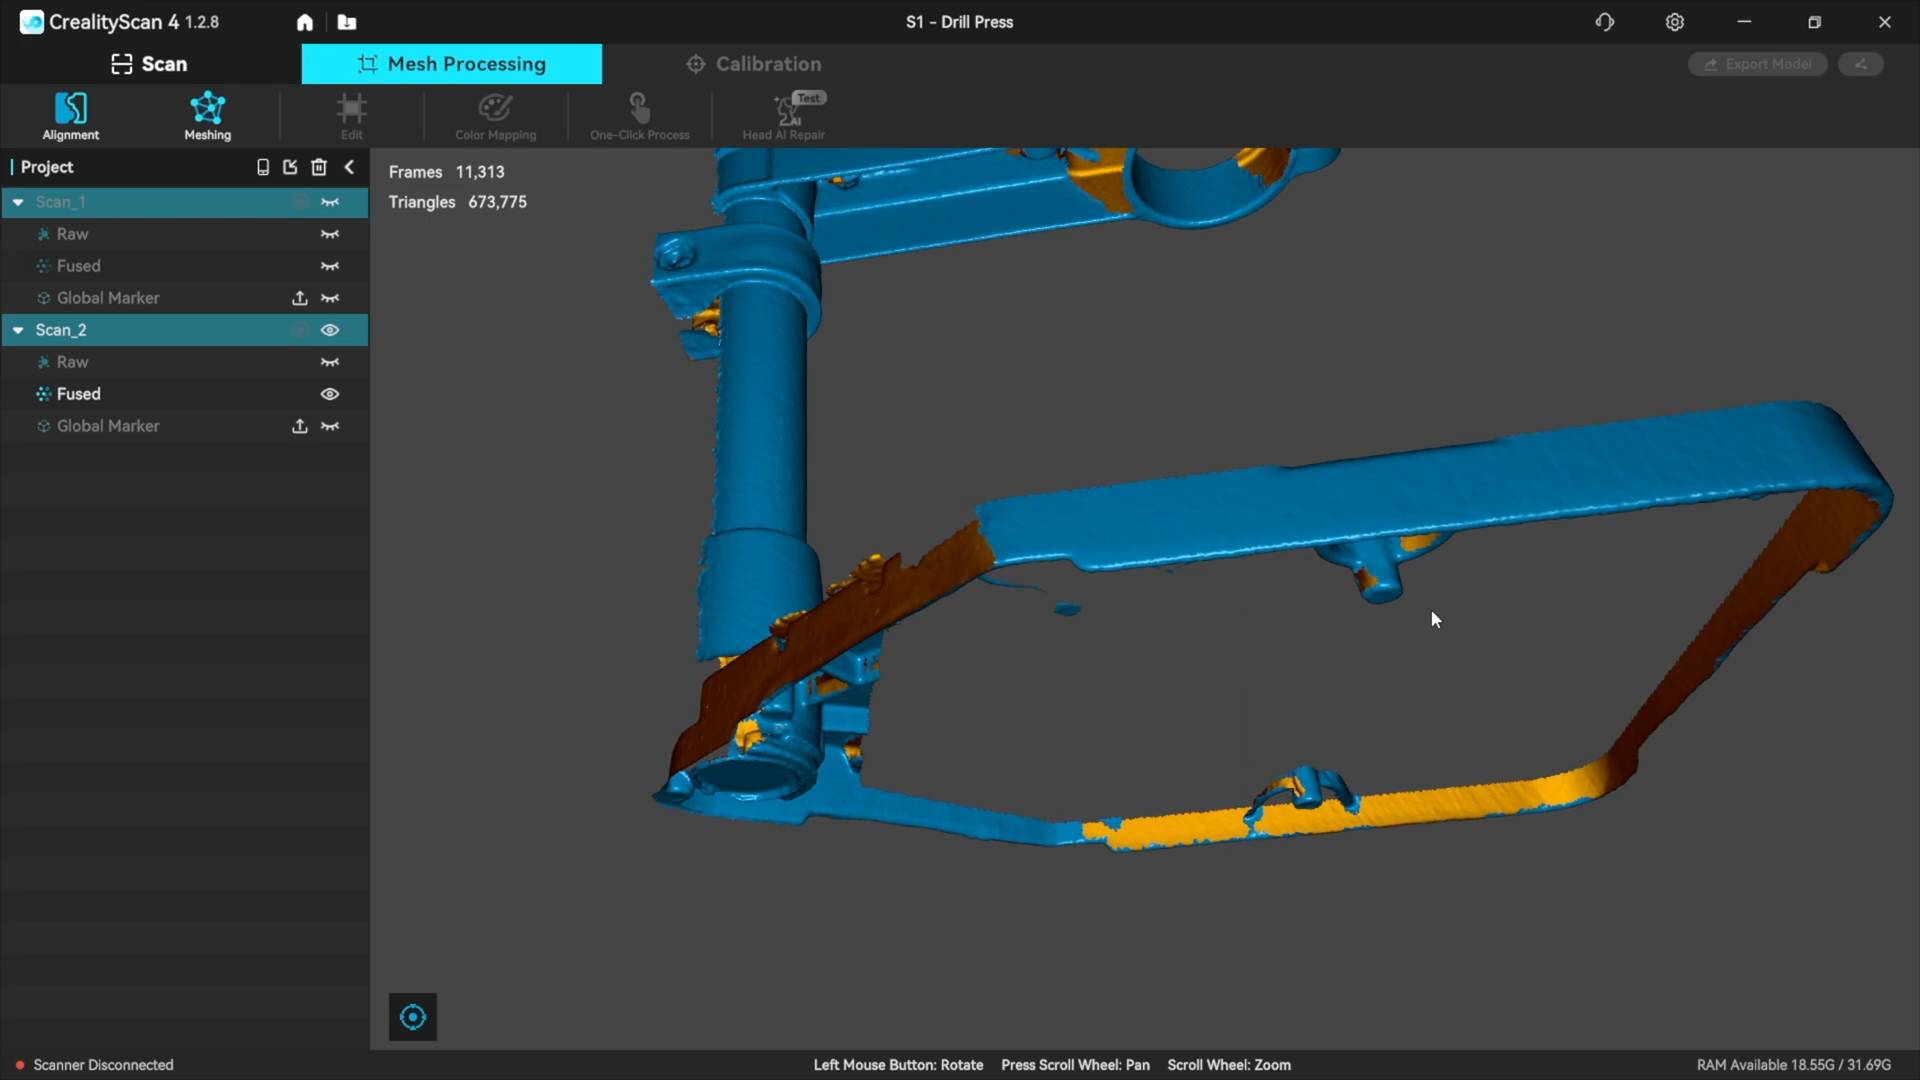 CrealityScan 4 1.2.8
S1 - Drill Press
Scan
Mesh Processing
Calibration
Export Model
Alignment
Meshing
Edit
Color Mapping
One-Click Process
Test
AI
Head AI Repair
Project
Scan_1
Raw
Fused
Global Marker
Scan_2
Raw
Fused
Global Marker
Frames 11,313
Triangles 673,775
Scanner Disconnected
Left Mouse Button: Rotate Press Scroll Wheel: Pan Scroll Wheel: Zoom
RAM Available 18.55G / 31.69G